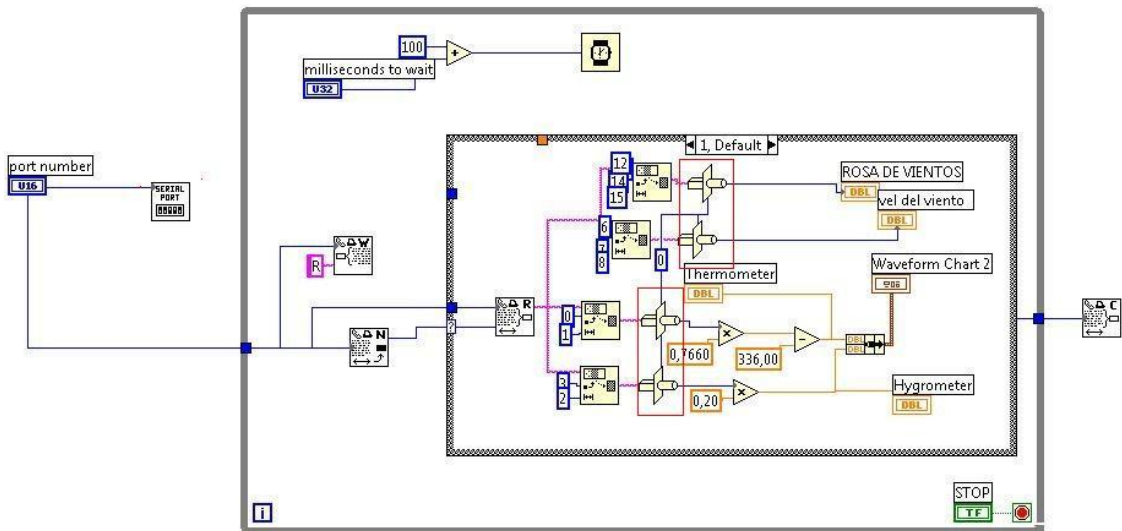 100
+
milliseconds to wait
U32
port number
U16
SERIAL
PORT
1, Default
12
14
15
ROSA DE VIENTOS
DBL
vel del viento
DBL
6
7
8
W
R
0
Thermometer
DBL
Waveform Chart 2
R
N
?
0
1
x
0,7660
336,00
-
DBL
DBL
C
3
2
0,20
x
Hygrometer
DBL
i
STOP
TF